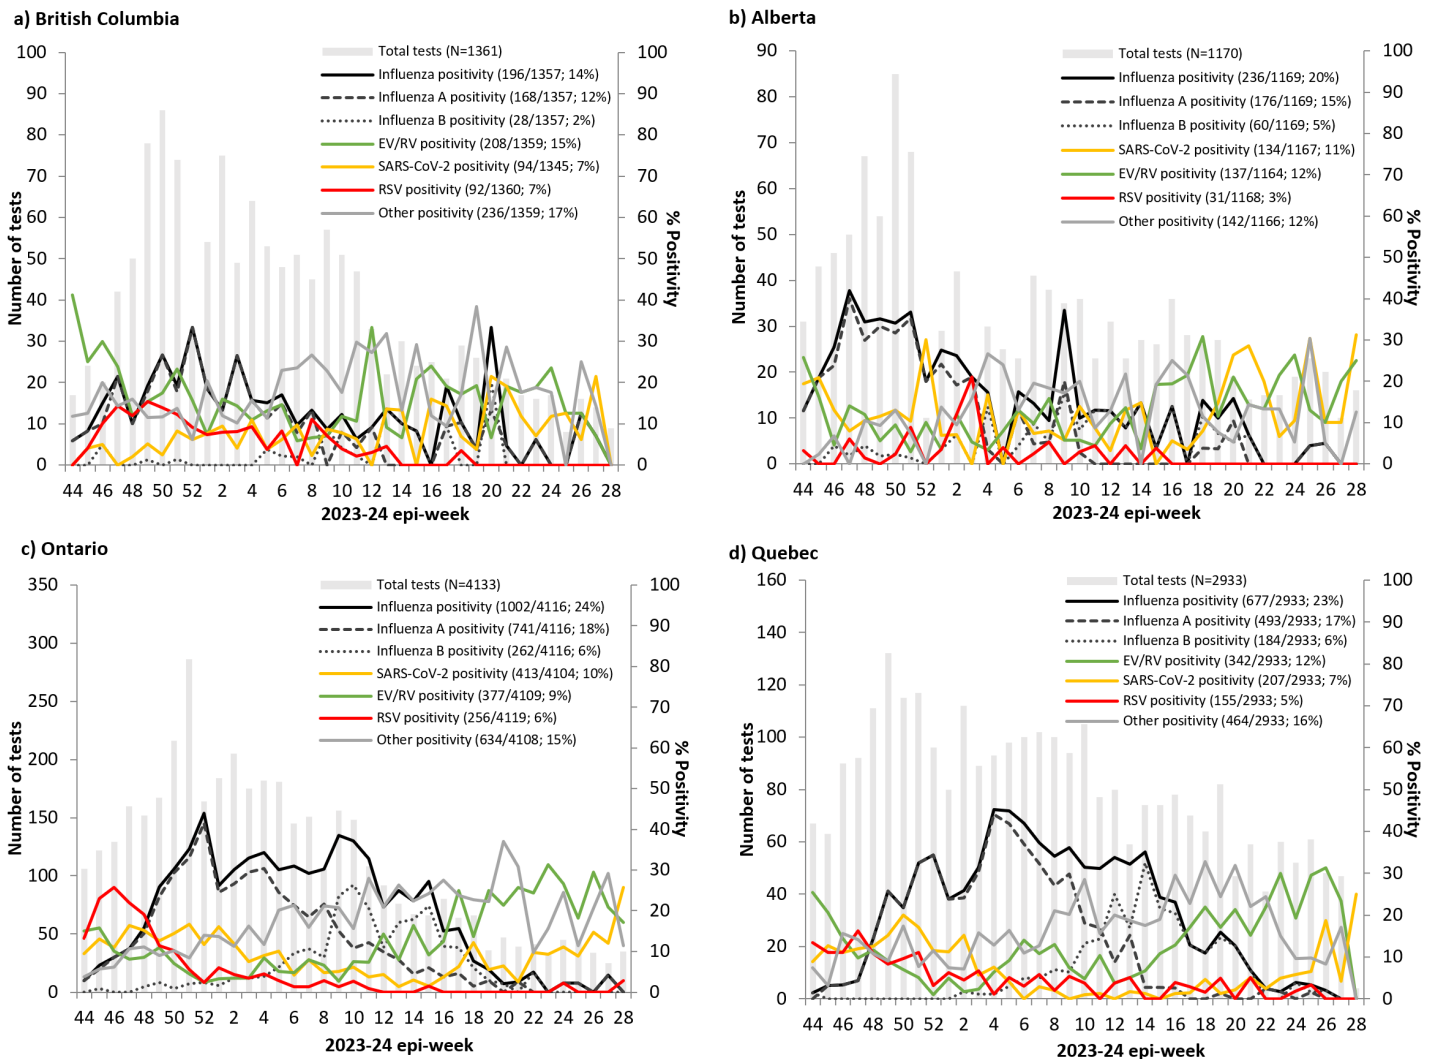 a) British Columbia
Total tests (N=1361)
Influenza positivity (196/1357; 14%)
Influenza A positivity (168/1357; 12%)
Influenza B positivity (28/1357; 2%)
EV/RV positivity (208/1359; 15%)
SARS-CoV-2 positivity (94/1345; 7%)
RSV positivity (92/1360; 7%)
Other positivity (236/1359; 17%)
Number of tests
100
90
80
70
60
50
40
30
20
10
0
% Positivity
100
90
80
70
60
50
40
30
20
10
0
44 46 48 50 52 2 4 6 8 10 12 14 16 18 20 22 24 26 28
2023-24 epi-week
b) Alberta
Total tests (N=1170)
Influenza positivity (236/1169; 20%)
Influenza A positivity (176/1169; 15%)
Influenza B positivity (60/1169; 5%)
SARS-CoV-2 positivity (134/1167; 11%)
EV/RV positivity (137/1164; 12%)
RSV positivity (31/1168; 3%)
Other positivity (142/1166; 12%)
Number of tests
90
80
70
60
50
40
30
20
10
0
% Positivity
100
90
80
70
60
50
40
30
20
10
0
44 46 48 50 52 2 4 6 8 10 12 14 16 18 20 22 24 26 28
2023-24 epi-week
c) Ontario
Total tests (N=4133)
Influenza positivity (1002/4116; 24%)
Influenza A positivity (741/4116; 18%)
Influenza B positivity (262/4116; 6%)
SARS-CoV-2 positivity (413/4104; 10%)
EV/RV positivity (377/4109; 9%)
RSV positivity (256/4119; 6%)
Other positivity (634/4108; 15%)
Number of tests
350
300
250
200
150
100
50
0
% Positivity
100
90
80
70
60
50
40
30
20
10
0
44 46 48 50 52 2 4 6 8 10 12 14 16 18 20 22 24 26 28
2023-24 epi-week
d) Quebec
Total tests (N=2933)
Influenza positivity (677/2933; 23%)
Influenza A positivity (493/2933; 17%)
Influenza B positivity (184/2933; 6%)
EV/RV positivity (342/2933; 12%)
SARS-CoV-2 positivity (207/2933; 7%)
RSV positivity (155/2933; 5%)
Other positivity (464/2933; 16%)
Number of tests
160
140
120
100
80
60
40
20
0
% Positivity
100
90
80
70
60
50
40
30
20
10
0
44 46 48 50 52 2 4 6 8 10 12 14 16 18 20 22 24 26 28
2023-24 epi-week